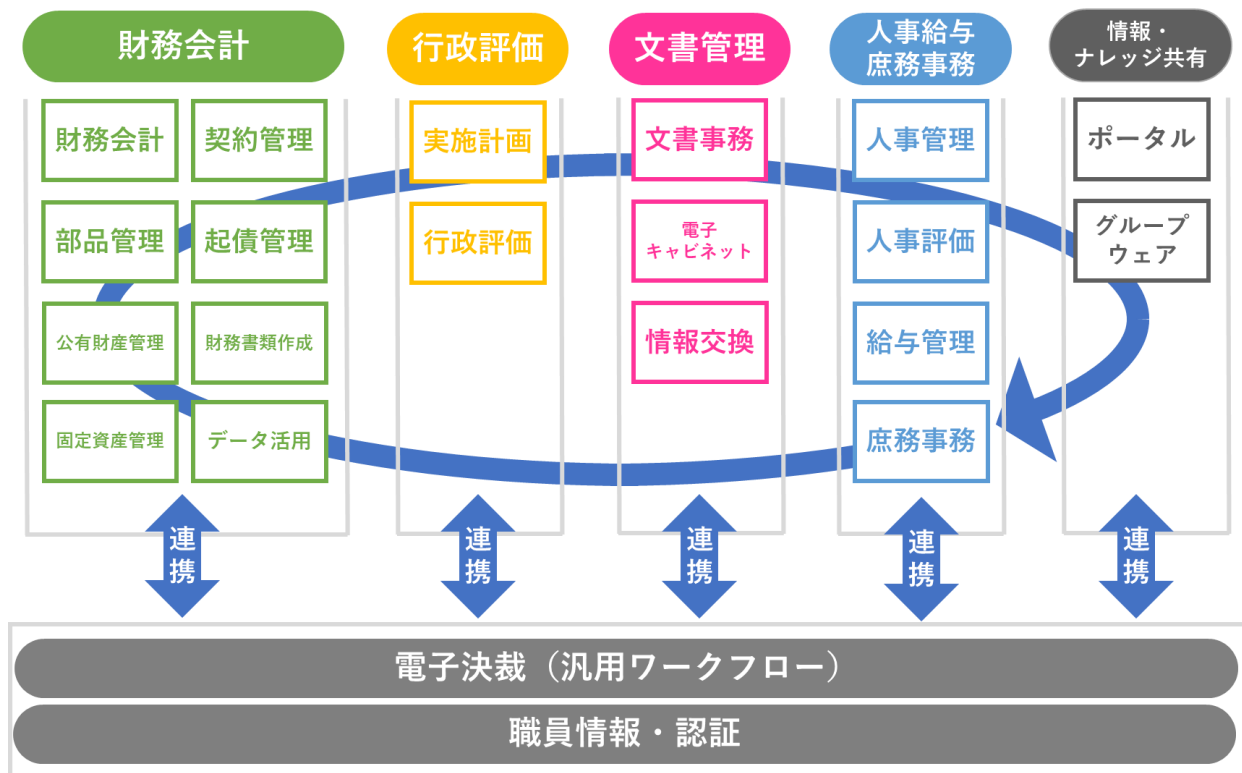 財務会計
行政評価
文書管理
人事給与
庶務事務
情報・
ナレッジ共有
財務会計
契約管理
部品管理
起債管理
公有財産管理
財務書類作成
固定資産管理
データ活用
実施計画
行政評価
文書事務
電子
キャビネット
情報交換
人事管理
人事評価
給与管理
庶務事務
ポータル
グループ
ウェア
連
携
連
携
連
携
連
携
連
携
電子決裁（汎用ワークフロー）
職員情報・認証